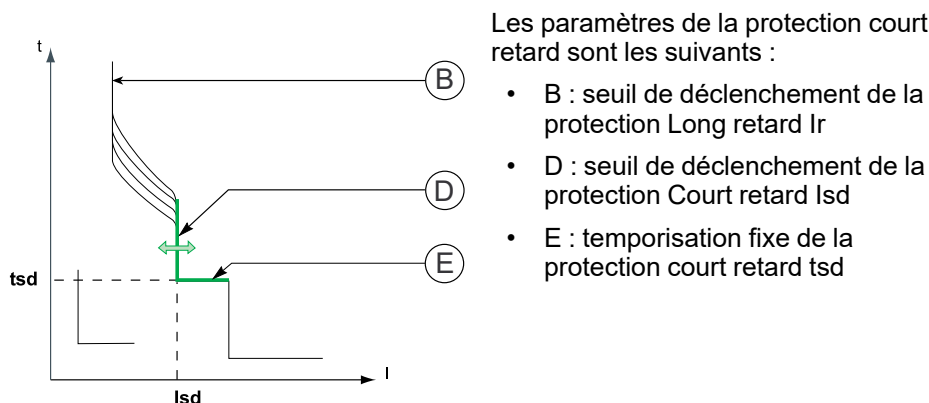 t
B
D
E
tsd
I
Isd
Les paramètres de la protection court
retard sont les suivants :
• B : seuil de déclenchement de la
protection Long retard Ir
• D : seuil de déclenchement de la
protection Court retard Isd
• E : temporisation fixe de la
protection court retard tsd